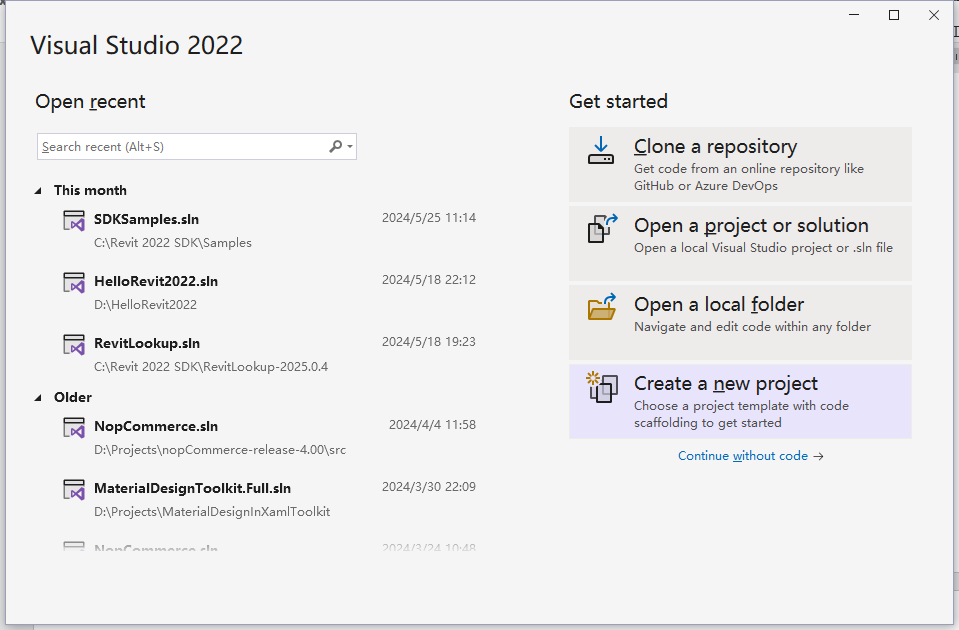 Visual Studio 2022
Open recent
Search recent (Alt+S)
This month
SDKSamples.sln 2024/5/25 11:14
C:\Revit 2022 SDK\Samples
HelloRevit2022.sln 2024/5/18 22:12
D:\HelloRevit2022
RevitLookup.sln 2024/5/18 19:23
C:\Revit 2022 SDK\RevitLookup-2025.0.4
Older
NopCommerce.sln 2024/4/4 11:58
D:\Projects\nopCommerce-release-4.00\src
MaterialDesignToolkit.Full.sln 2024/3/30 22:09
D:\Projects\MaterialDesignInXamlToolkit
NopCommerce.sln 2024/3/24 10:48
Get started
Clone a repository
Get code from an online repository like
GitHub or Azure DevOps
Open a project or solution
Open a local Visual Studio project or .sln file
Open a local folder
Navigate and edit code within any folder
Create a new project
Choose a project template with code
scaffolding to get started
Continue without code →